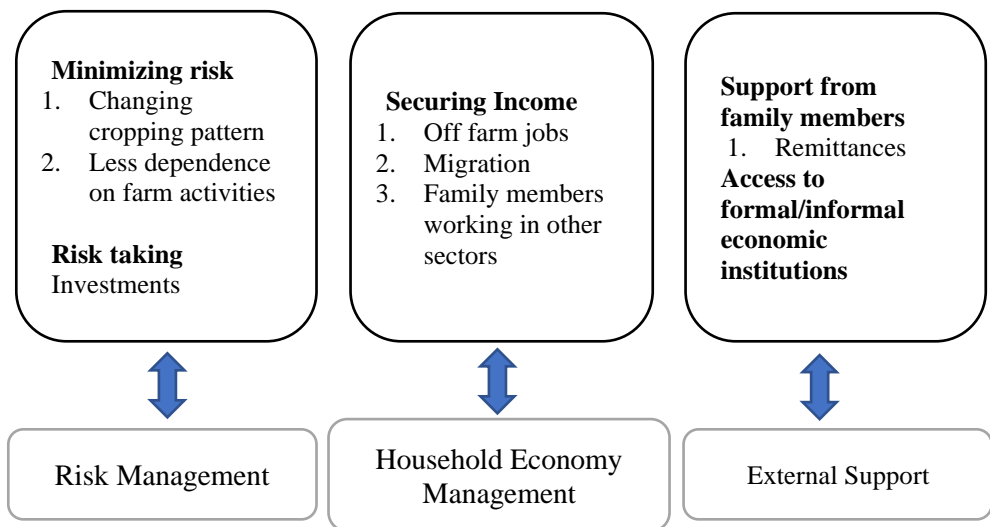 Minimizing risk
1. Changing
cropping pattern
2. Less dependence
on farm activities
Risk taking
Investments
Securing Income
1. Off farm jobs
2. Migration
3. Family members
working in other
sectors
Support from
family members
1. Remittances
Access to
formal/informal
economic
institutions
Risk Management
Household Economy
Management
External Support